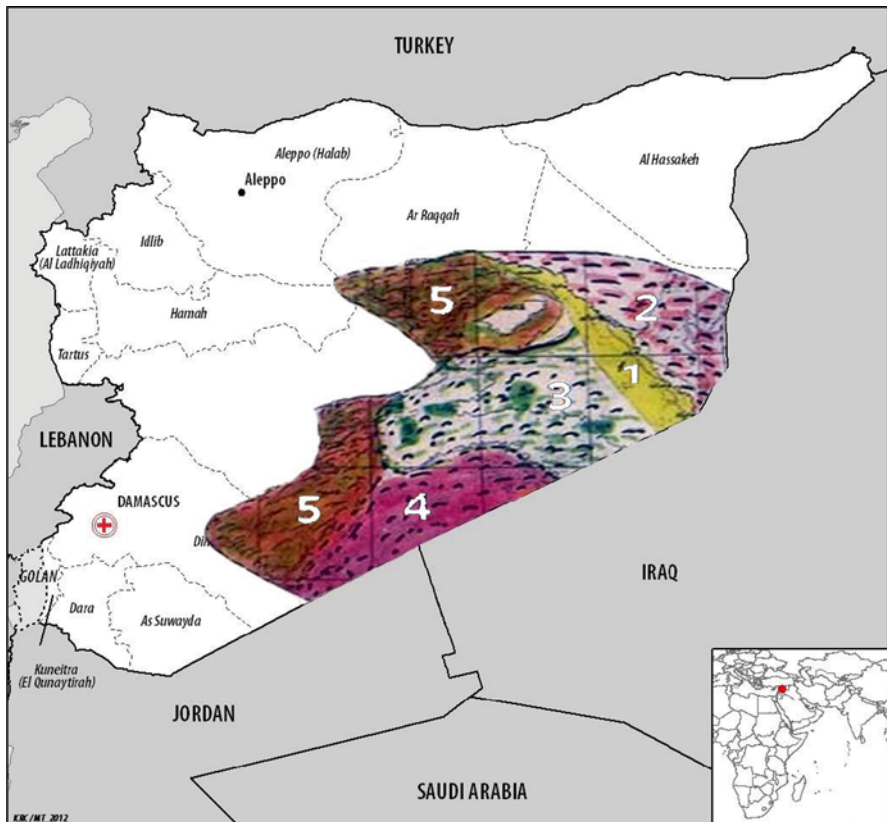 TURKEY
Aleppo (Halab)
Al Hassakeh
Aleppo
Ar Raqqah
Idlib
Lattakia
(Al Ladhiqiyah)
5
2
Hamah
Tartus
1
3
LEBANON
5
4
DAMASCUS
IRAQ
GOLAN
Dara
As Suwayda
Kuneitra
(El Qunaytirah)
JORDAN
SAUDI ARABIA
KBK / MT 2012